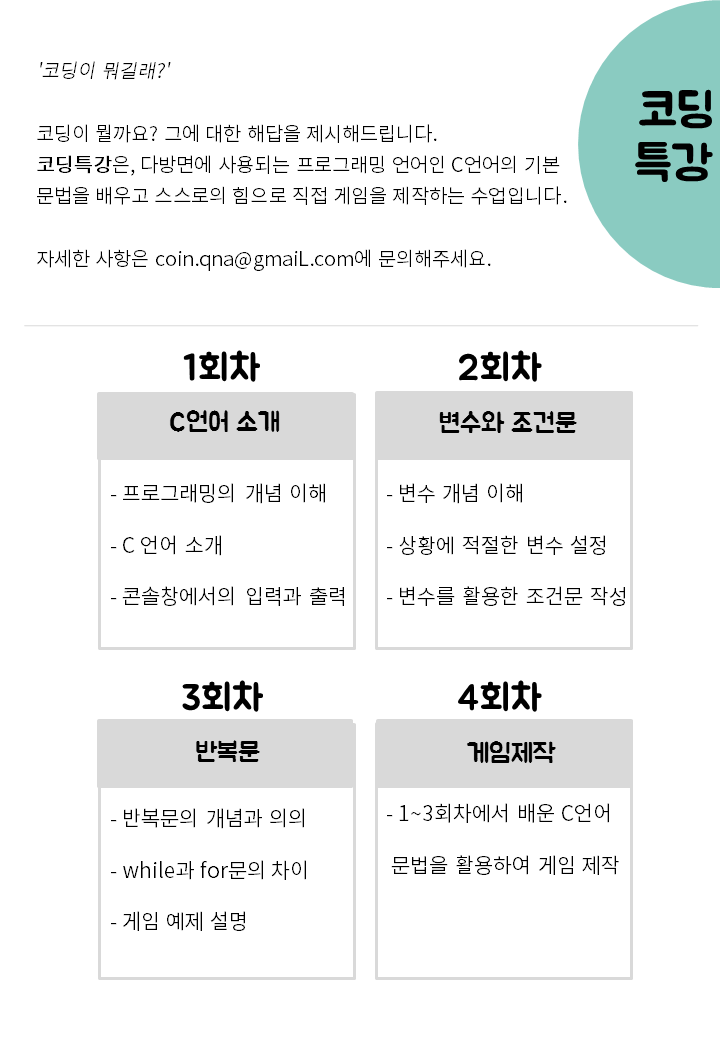 '코딩이 뭐길래?'
코딩
특강
코딩이 뭘까요? 그에 대한 해답을 제시해드립니다.
코딩특강은, 다방면에 사용되는 프로그래밍 언어인 C언어의 기본
문법을 배우고 스스로의 힘으로 직접 게임을 제작하는 수업입니다.
자세한 사항은 coin.qna@gmaiL.com에 문의해주세요.
1회차
C언어 소개
- 프로그래밍의 개념 이해
- C 언어 소개
- 콘솔창에서의 입력과 출력
2회차
변수와 조건문
- 변수 개념 이해
- 상황에 적절한 변수 설정
- 변수를 활용한 조건문 작성
3회차
반복문
- 반복문의 개념과 의의
- while과 for문의 차이
- 게임 예제 설명
4회차
게임제작
- 1~3회차에서 배운 C언어
문법을 활용하여 게임 제작